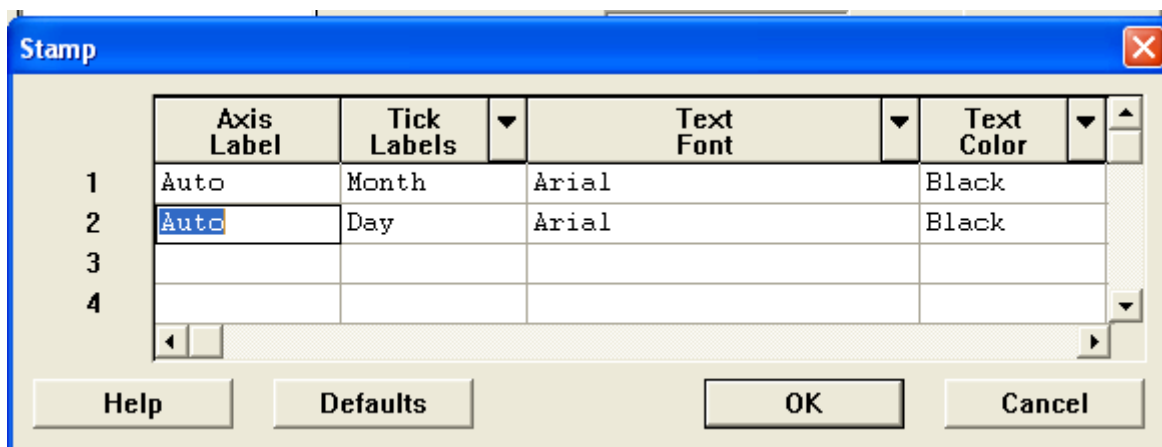 Stamp
Axis Label Tick Labels Text Font Text Color
1 Auto Month Arial Black
2 Auto Day Arial Black
3
4
Help Defaults OK Cancel